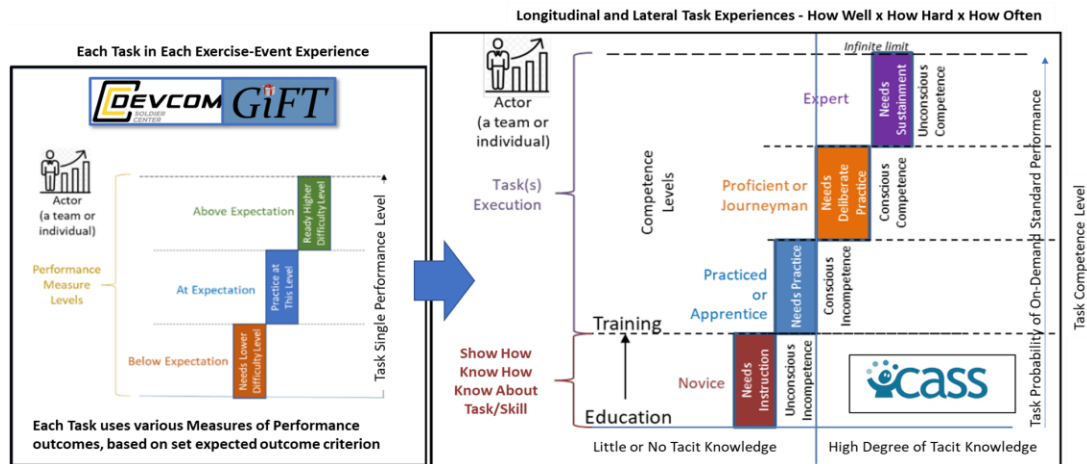 Each Task in Each Exercise-Event Experience
DEVCOM
SOLDIER
CENTER
GiFT
Actor
(a team or
individual)
Performance
Measure
Levels
Above Expectation
At Expectation
Below Expectation
Ready Higher
Difficulty Level
Practice at
This Level
Needs Lower
Difficulty Level
Task Single Performance Level
Each Task uses various Measures of Performance
outcomes, based on set expected outcome criterion
Longitudinal and Lateral Task Experiences - How Well x How Hard x How Often
Actor
(a team or
individual)
Task(s)
Execution
Training
Show How
Know How
Know About
Task/Skill
Education
Competence
Levels
Infinite limit
Expert
Needs
Sustainment
Unconscious
Competence
Proficient or
Journeyman
Needs
Deliberate
Practice
Conscious
Competence
Practiced
or
Apprentice
Needs Practice
Conscious
Incompetence
Novice
Needs
Instruction
Unconscious
Incompetence
cass
Little or No Tacit Knowledge
High Degree of Tacit Knowledge
Task Probability of On-Demand Standard Performance
Task Competence Level